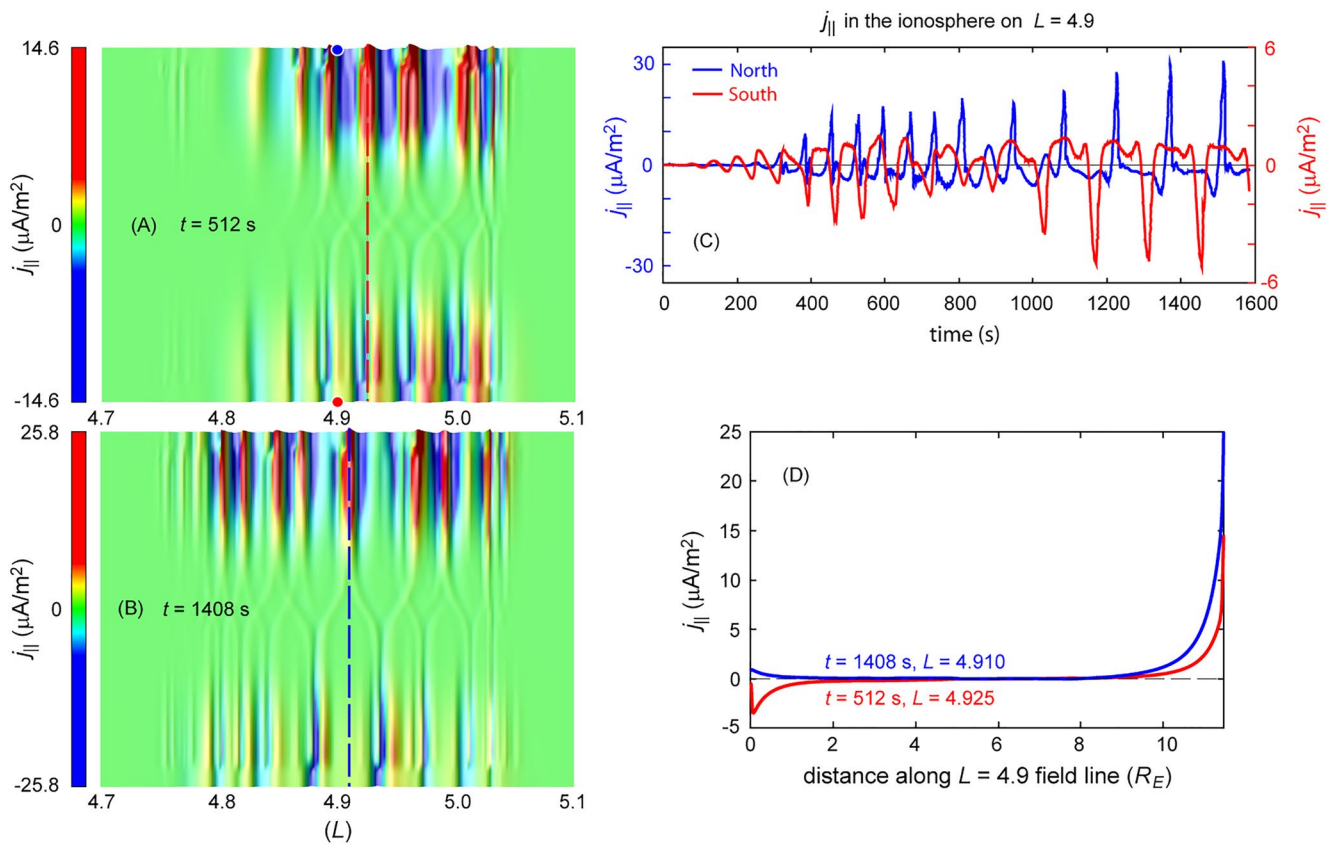 14.6
0
-14.6
j|| (μA/m²)
(A) t = 512 s
4.7 4.8 4.9 5.0 5.1
25.8
0
-25.8
j|| (μA/m²)
(B) t = 1408 s
4.7 4.8 4.9 5.0 5.1
(L)
j|| in the ionosphere on L = 4.9
30
0
-30
j|| (μA/m²)
North
South
(C)
6
2
0
-2
-6
j|| (μA/m²)
0 200 400 600 800 1000 1200 1400 1600
time (s)
25
20
15
10
5
0
-5
j|| (μA/m²)
(D)
t = 1408 s, L = 4.910
t = 512 s, L = 4.925
0 2 4 6 8 10
distance along L = 4.9 field line (R_E)